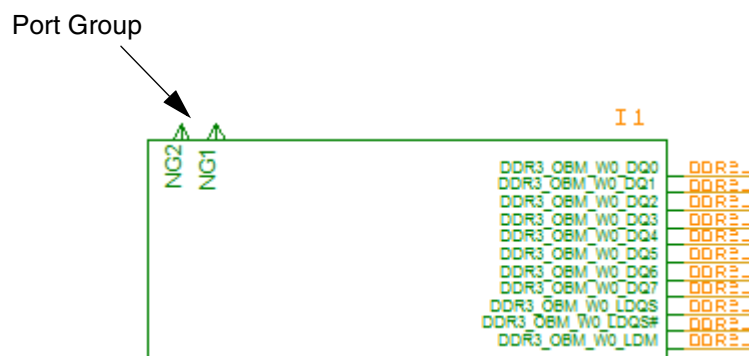 Port Group
I1
NG2
NG1
DDR3_OBM_W0_DQ0
DDR3_OBM_W0_DQ1
DDR3_OBM_W0_DQ2
DDR3_OBM_W0_DQ3
DDR3_OBM_W0_DQ4
DDR3_OBM_W0_DQ5
DDR3_OBM_W0_DQ6
DDR3_OBM_W0_DQ7
DDR3_OBM_W0_LDQS
DDR3_OBM_W0_LDQS#
DDR3_OBM_W0_LDM